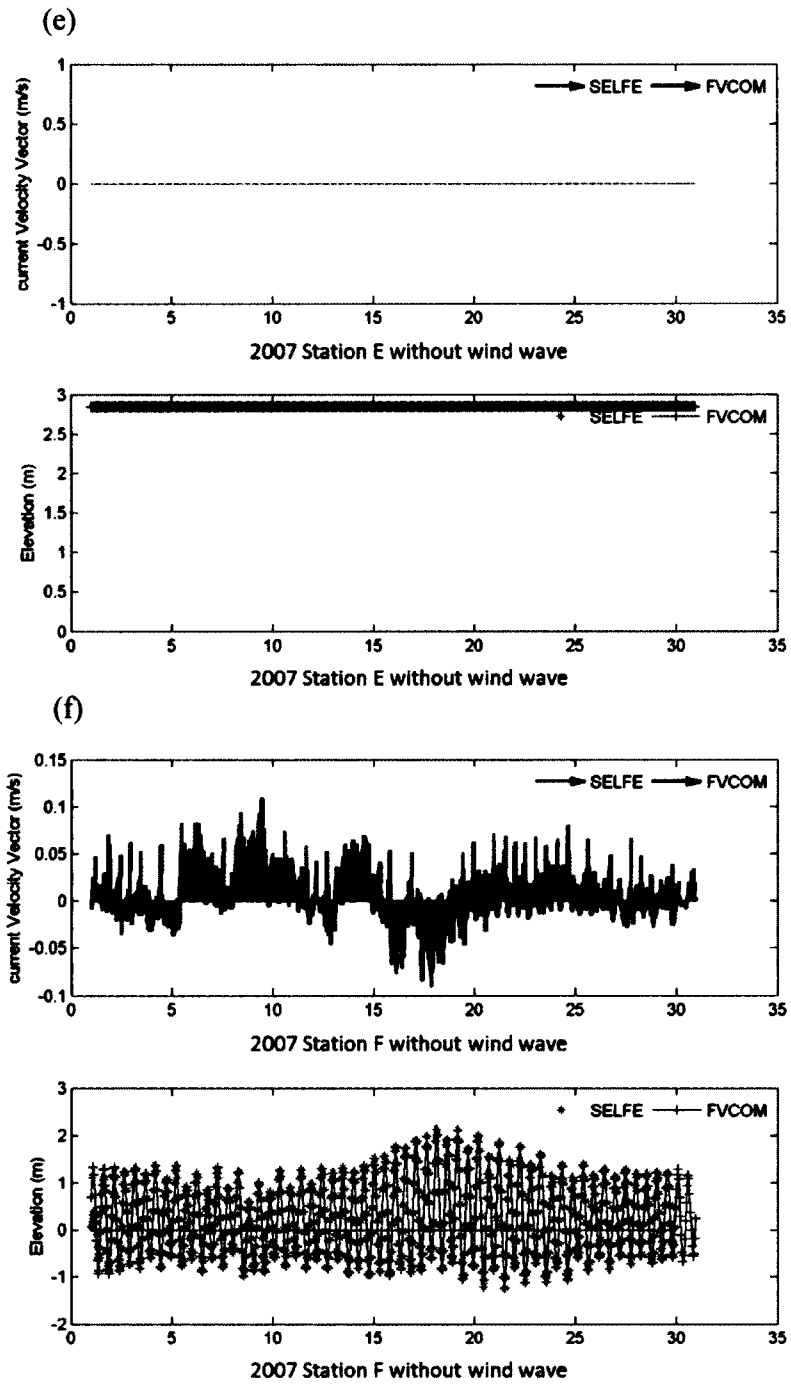 (e)
current Velocity Vector (m/s)
1
0.5
0
-0.5
-1
SELFE FVCOM
0 5 10 15 20 25 30 35
2007 Station E without wind wave
Elevation (m)
3
2.5
2
1.5
1
0.5
0
SELFE FVCOM
0 5 10 15 20 25 30 35
2007 Station E without wind wave
(f)
current Velocity Vector (m/s)
0.15
0.1
0.05
0
-0.05
-0.1
SELFE FVCOM
0 5 10 15 20 25 30 35
2007 Station F without wind wave
Elevation (m)
3
2
1
0
-1
-2
SELFE FVCOM
0 5 10 15 20 25 30 35
2007 Station F without wind wave